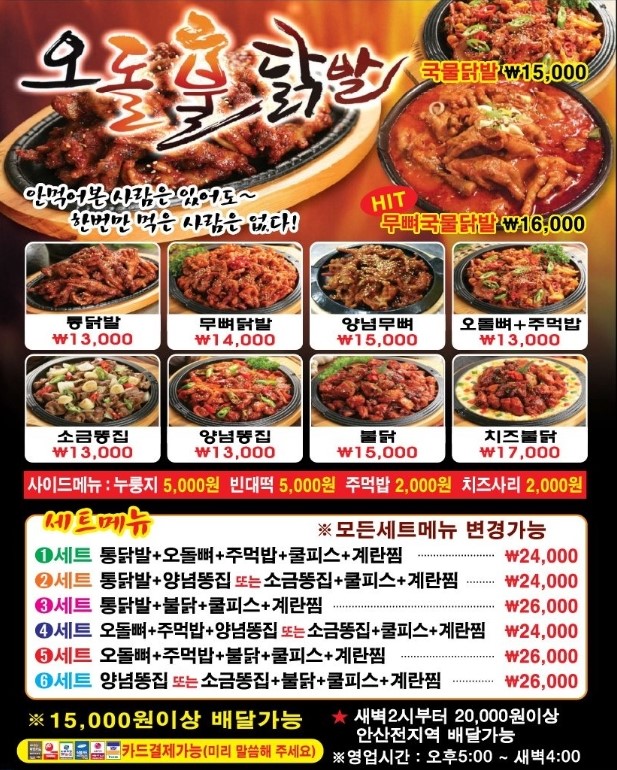 오돌불닭발
국물닭발 ₩15,000
안먹어본 사람은 있어도~
한번만 먹은 사람은 없다!
HIT
무뼈국물닭발 ₩16,000
통닭발 무뼈닭발 양념무뼈 오돌뼈+주먹밥
₩13,000 ₩14,000 ₩15,000 ₩13,000
소금똥집 양념똥집 불닭 치즈불닭
₩13,000 ₩13,000 ₩15,000 ₩17,000
사이드메뉴 : 누룽지 5,000원 빈대떡 5,000원 주먹밥 2,000원 치즈사리 2,000원
세트메뉴
※모든세트메뉴 변경가능
1세트 통닭발+오돌뼈+주먹밥+쿨피스+계란찜 ₩24,000
2세트 통닭발+양념똥집 또는 소금똥집+쿨피스+계란찜 ₩24,000
3세트 통닭발+불닭+쿨피스+계란찜 ₩26,000
4세트 오돌뼈+주먹밥+양념똥집 또는 소금똥집+쿨피스+계란찜 ₩24,000
5세트 오돌뼈+주먹밥+불닭+쿨피스+계란찜 ₩26,000
6세트 양념똥집 또는 소금똥집+불닭+쿨피스+계란찜 ₩26,000
※15,000원이상 배달가능
★ 새벽2시부터 20,000원이상
안산전지역 배달가능
카드결제가능(미리 말씀해 주세요)
※영업시간 : 오후5:00 ~ 새벽4:00